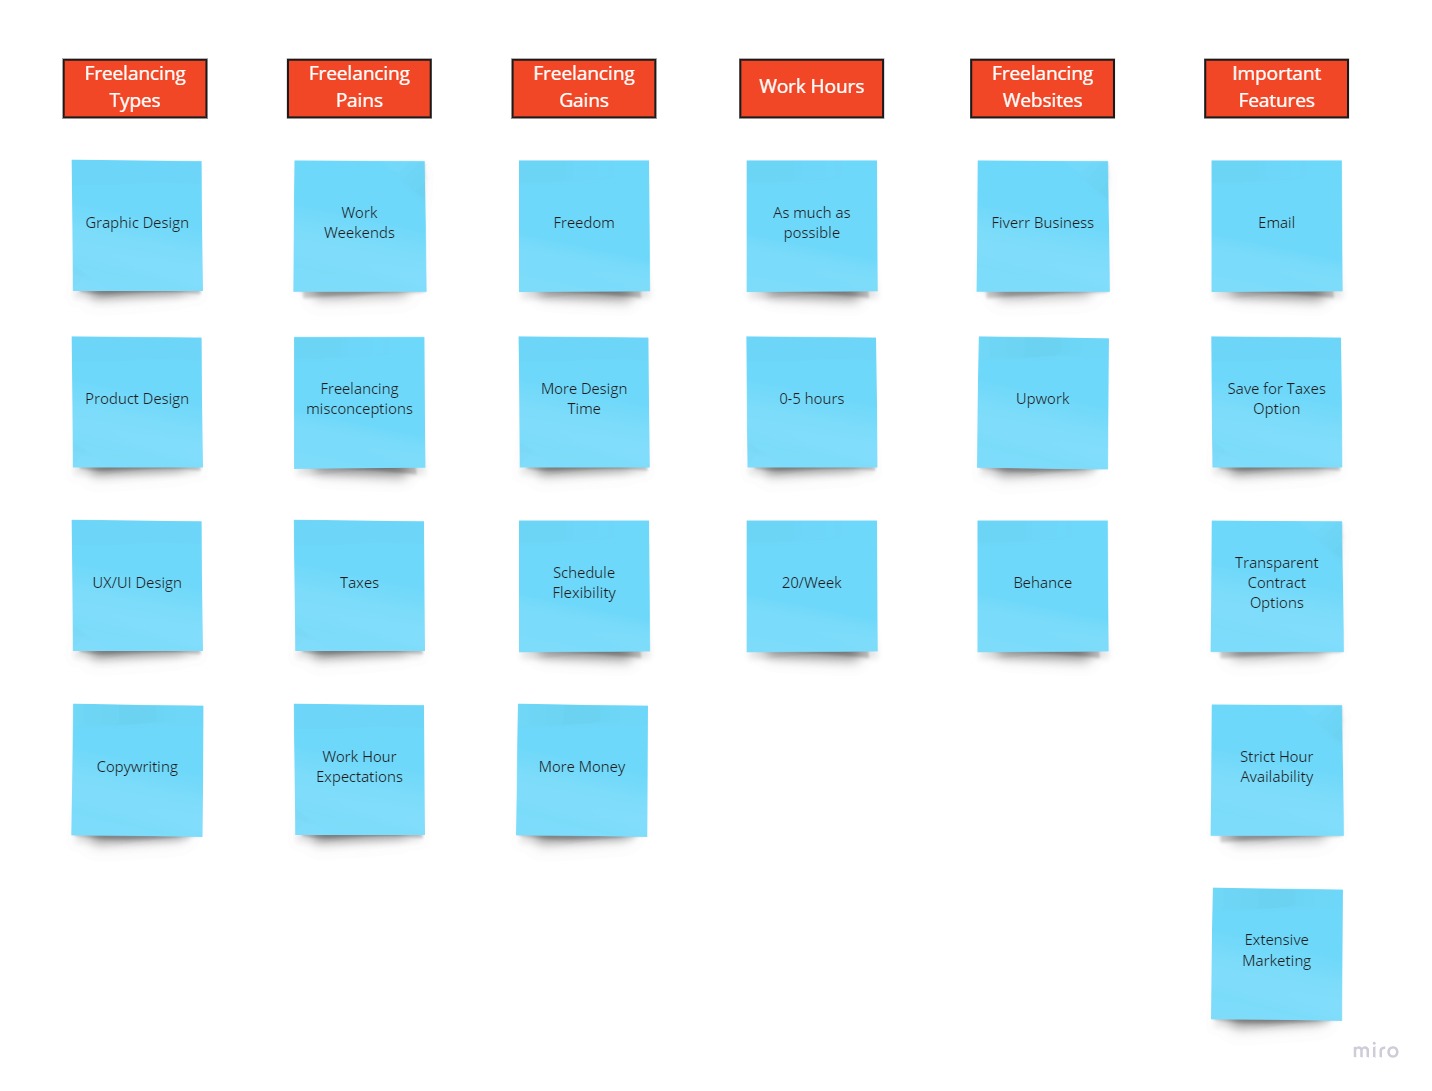 Freelancing
Types
Freelancing
Pains
Freelancing
Gains
Work Hours
Freelancing
Websites
Important
Features
Graphic Design
Work
Weekends
Freedom
As much as
possible
Fiverr Business
Email
Product Design
Freelancing
misconceptions
More Design
Time
0-5 hours
Upwork
Save for Taxes
Option
UX/UI Design
Taxes
Schedule
Flexibility
20/Week
Behance
Transparent
Contract
Options
Copywriting
Work Hour
Expectations
More Money
Strict Hour
Availability
Extensive
Marketing
miro